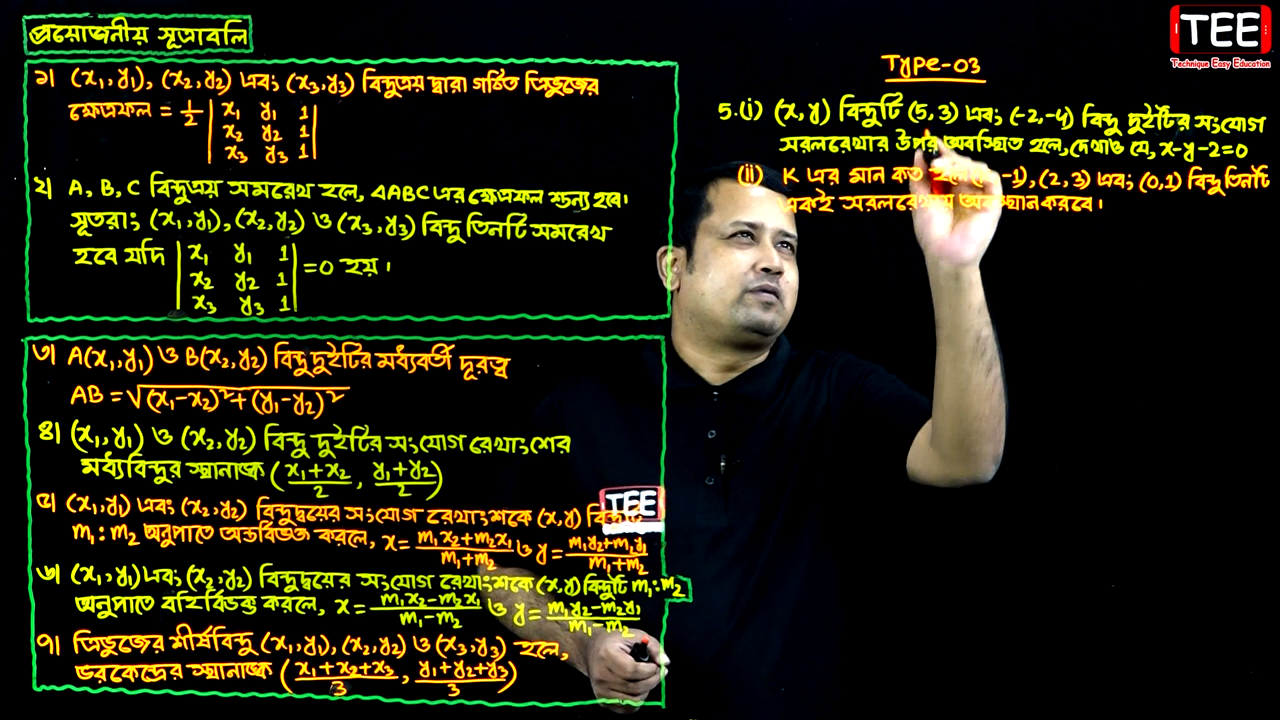 প্রয়োজনীয় সূত্রাবলি
TEE
Technique Easy Education
Type-03
১। (x₁, y₁), (x₂, y₂) এবং (x₃, y₃) বিন্দুত্রয় দ্বারা গঠিত ত্রিভুজের
ক্ষেত্রফল = ½ | x₁ y₁ 1 |
| x₂ y₂ 1 |
| x₃ y₃ 1 |
২। A, B, C বিন্দুত্রয় সমরেখ হলে, ΔABC এর ক্ষেত্রফল শূন্য হবে।
সুতরাং (x₁, y₁), (x₂, y₂) ও (x₃, y₃) বিন্দু তিনটি সমরেখ
হবে যদি | x₁ y₁ 1 |
| x₂ y₂ 1 | = 0 হয়।
| x₃ y₃ 1 |
৩। A(x₁, y₁) ও B(x₂, y₂) বিন্দু দুইটির মধ্যবর্তী দূরত্ব
AB = √(x₁-x₂)²+(y₁-y₂)²
৪। (x₁, y₁) ও (x₂, y₂) বিন্দু দুইটির সংযোগ রেখাংশের
মধ্যবিন্দুর স্থানাঙ্ক (x₁+x₂/2, y₁+y₂/2)
৫। (x₁, y₁) এবং (x₂, y₂) বিন্দুদ্বয়ের সংযোগ রেখাংশকে (x, y)
m₁:m₂ অনুপাতে অন্তর্বিভক্ত করলে, x = m₁x₂+m₂x₁/m₁+m₂ ও y = m₁y₂+m₂y₁/m₁+m₂
৬। (x₁, y₁) এবং (x₂, y₂) বিন্দুদ্বয়ের সংযোগ রেখাংশকে (x, y) বিন্দুটি m₁:m₂
অনুপাতে বহির্বিভক্ত করলে, x = m₁x₂-m₂x₁/m₁-m₂ ও y = m₁y₂-m₂y₁/m₁-m₂
৭। ত্রিভুজের শীর্ষবিন্দু (x₁, y₁), (x₂, y₂) ও (x₃, y₃) হলে,
ভরকেন্দ্রের স্থানাঙ্ক (x₁+x₂+x₃/3, y₁+y₂+y₃/3)
5.(i) (x, y) বিন্দুটি (5, 3) এবং (-2, -4) বিন্দু দুইটির সংযোগ
সরলরেখার উপর অবস্থিত হলে, দেখাও যে, x-y-2=0
(ii) K এর মান কত হলে -1), (2, 3) এবং (0, 1) বিন্দু তিনটি
একই সরলরেখায় অবস্থান করবে।
TEE